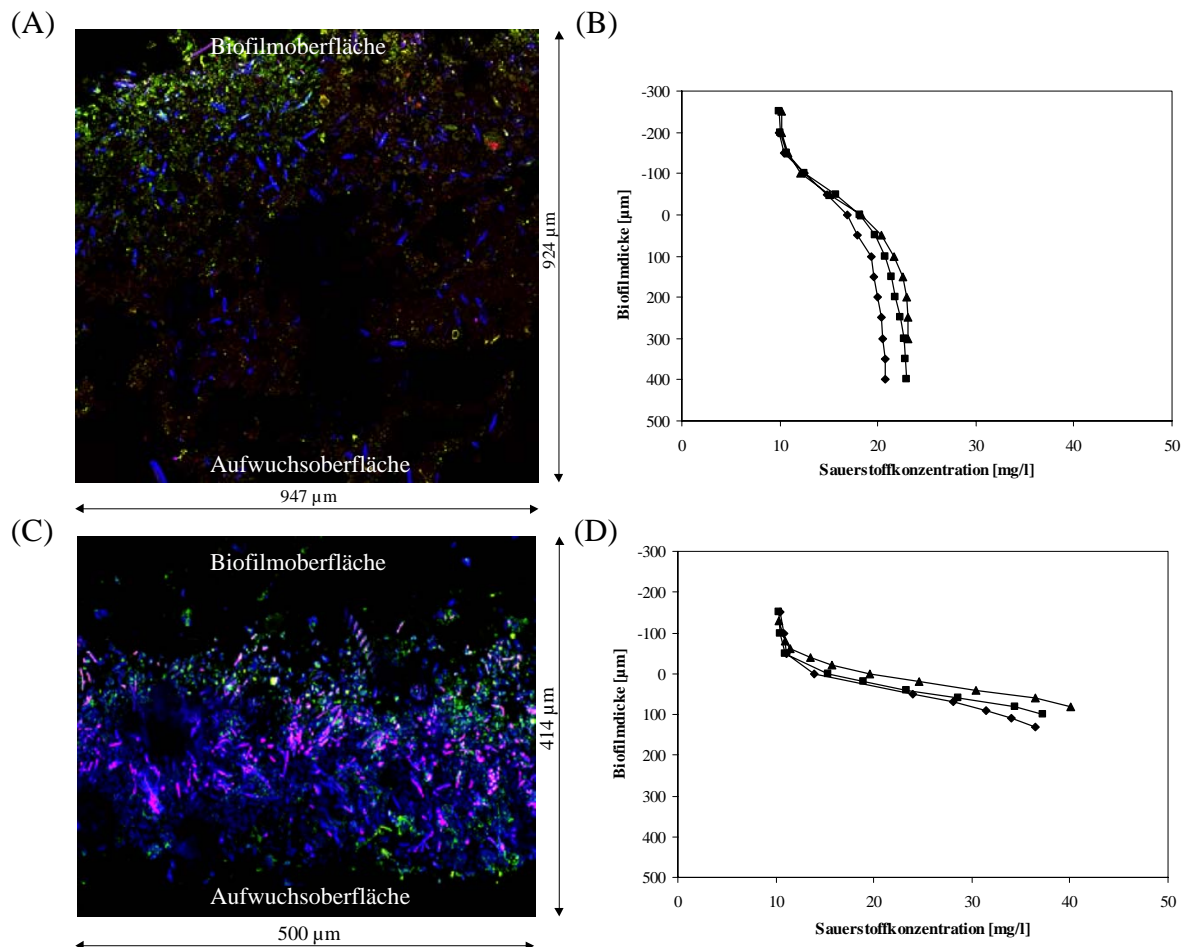 (A)
Biofilmoberfläche
Aufwuchsoberfläche
924 µm
947 µm
(B)
-300
-200
-100
0
100
200
300
400
500
Biofilmdicke [µm]
0 10 20 30 40 50
Sauerstoffkonzentration [mg/l]
(C)
Biofilmoberfläche
Aufwuchsoberfläche
414 µm
500 µm
(D)
-300
-200
-100
0
100
200
300
400
500
Biofilmdicke [µm]
0 10 20 30 40 50
Sauerstoffkonzentration [mg/l]